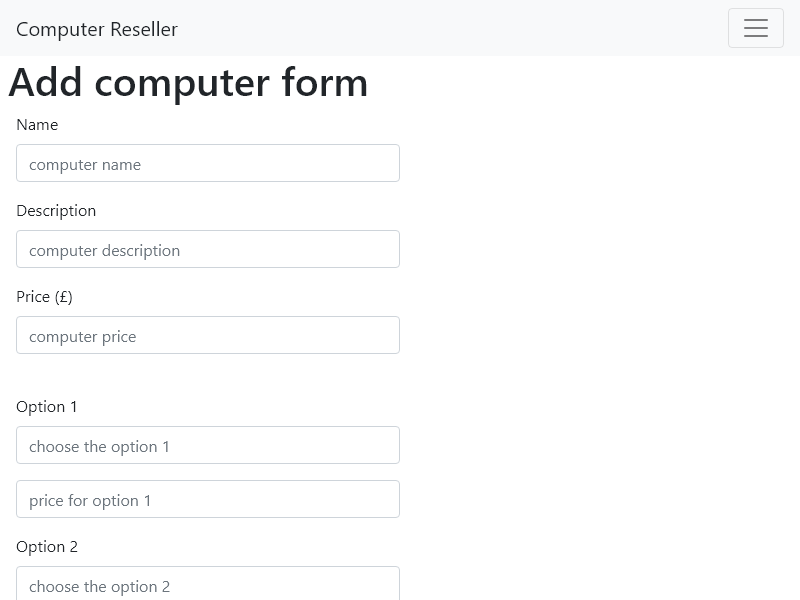 Computer Reseller
Add computer form
Name
computer name
Description
computer description
Price (£)
computer price
Option 1
choose the option 1
price for option 1
Option 2
choose the option 2